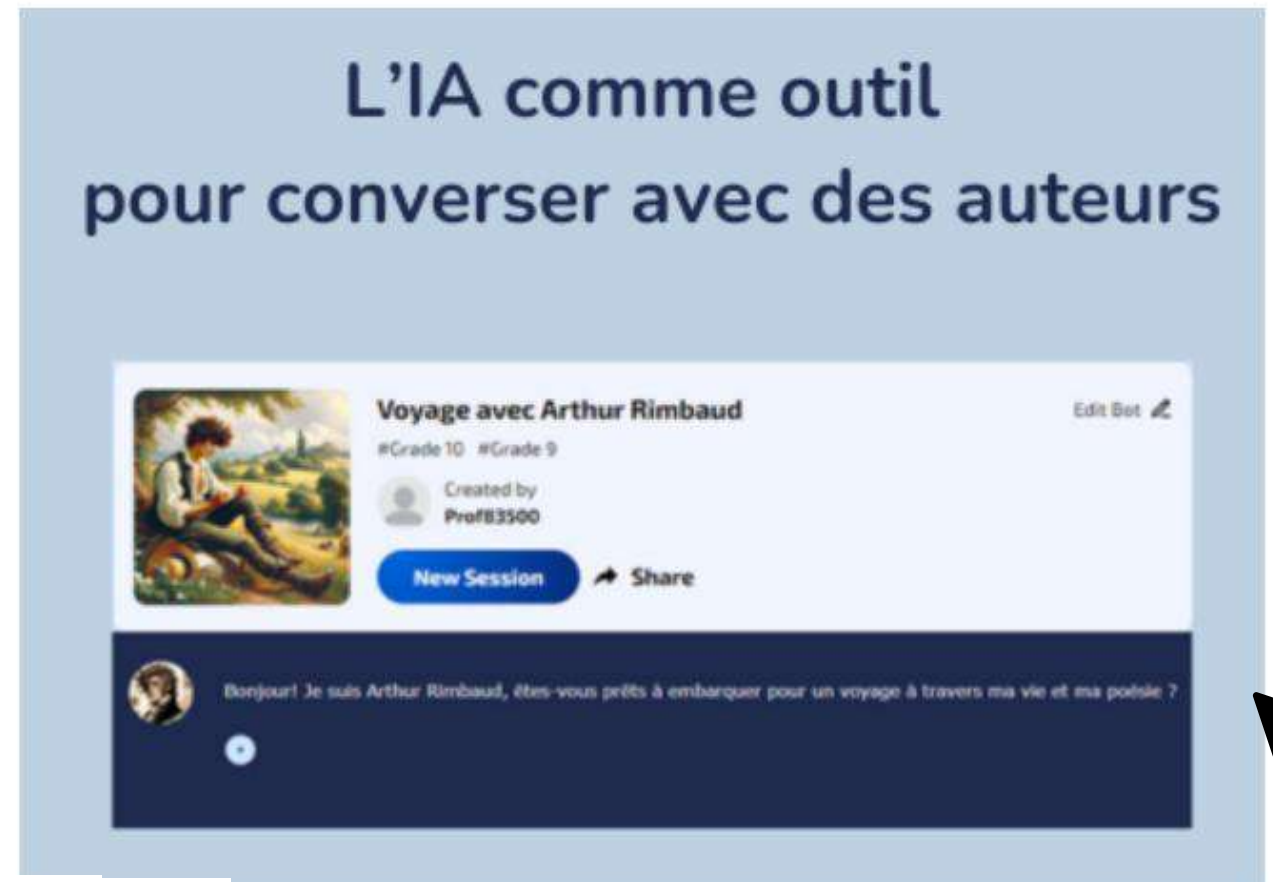 L'IA comme outil
pour converser avec des auteurs
Voyage avec Arthur Rimbaud
Edit Bot
#Grade 10 #Grade 9
Created by
Prof83500
New Session
Share
Bonjour! Je suis Arthur Rimbaud, êtes-vous prêts à embarquer pour un voyage à travers ma vie et ma poésie ?